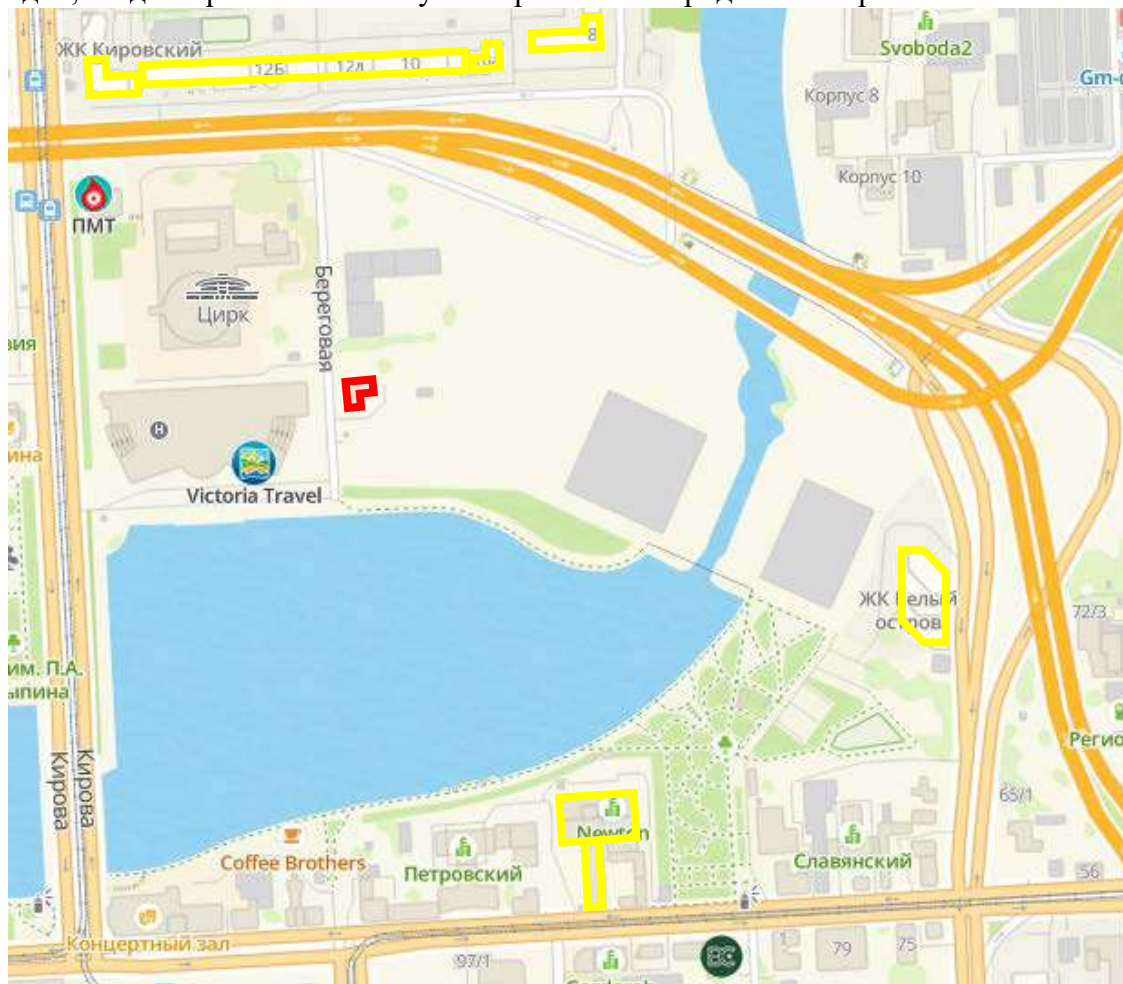 ЖК Кировский
8
12Б
12л
10
Svoboda2
Gm-
Корпус 8
Корпус 10
ПМТ
Цирк
Береговая
Н
Victoria Travel
ЖК Белый
остров
72/3
им. П.А.
Кирова
Кирова
Регио
65/1
Newton
Coffee Brothers
Петровский
Славянский
56
Концертный зал
97/1
79
75